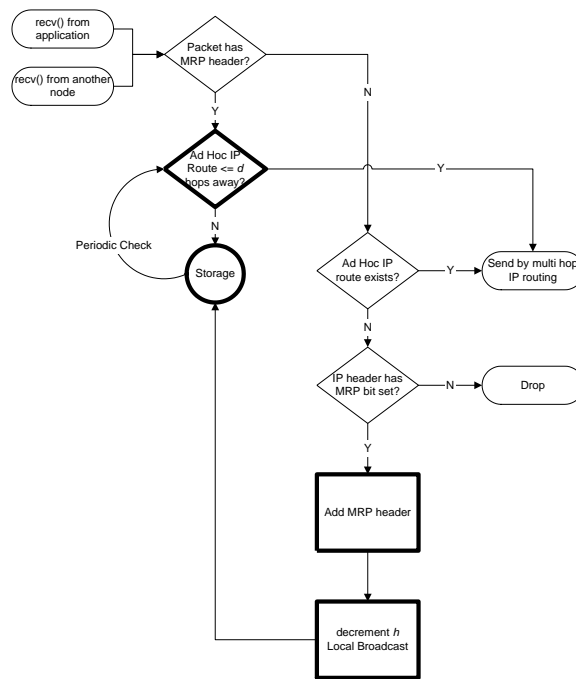 recv() from
application
Packet has
MRP header?
recv() from another
node
N
Y
Ad Hoc IP
Route <= d
hops away?
Y
N
Periodic Check
Storage
Ad Hoc IP
route exists?
Y
Send by multi hop
IP routing
N
IP header has
MRP bit set?
N
Drop
Y
Add MRP header
decrement h
Local Broadcast